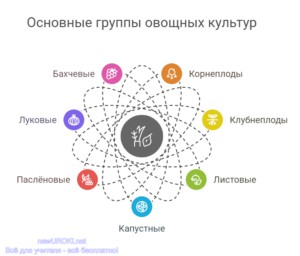 Основные группы овощных культур
Бахчевые
Корнеплоды
Луковые
Клубнеплоды
Паслёновые
Листовые
Капустные
newUROKI.net
Всё для учителя - всё бесплатно!